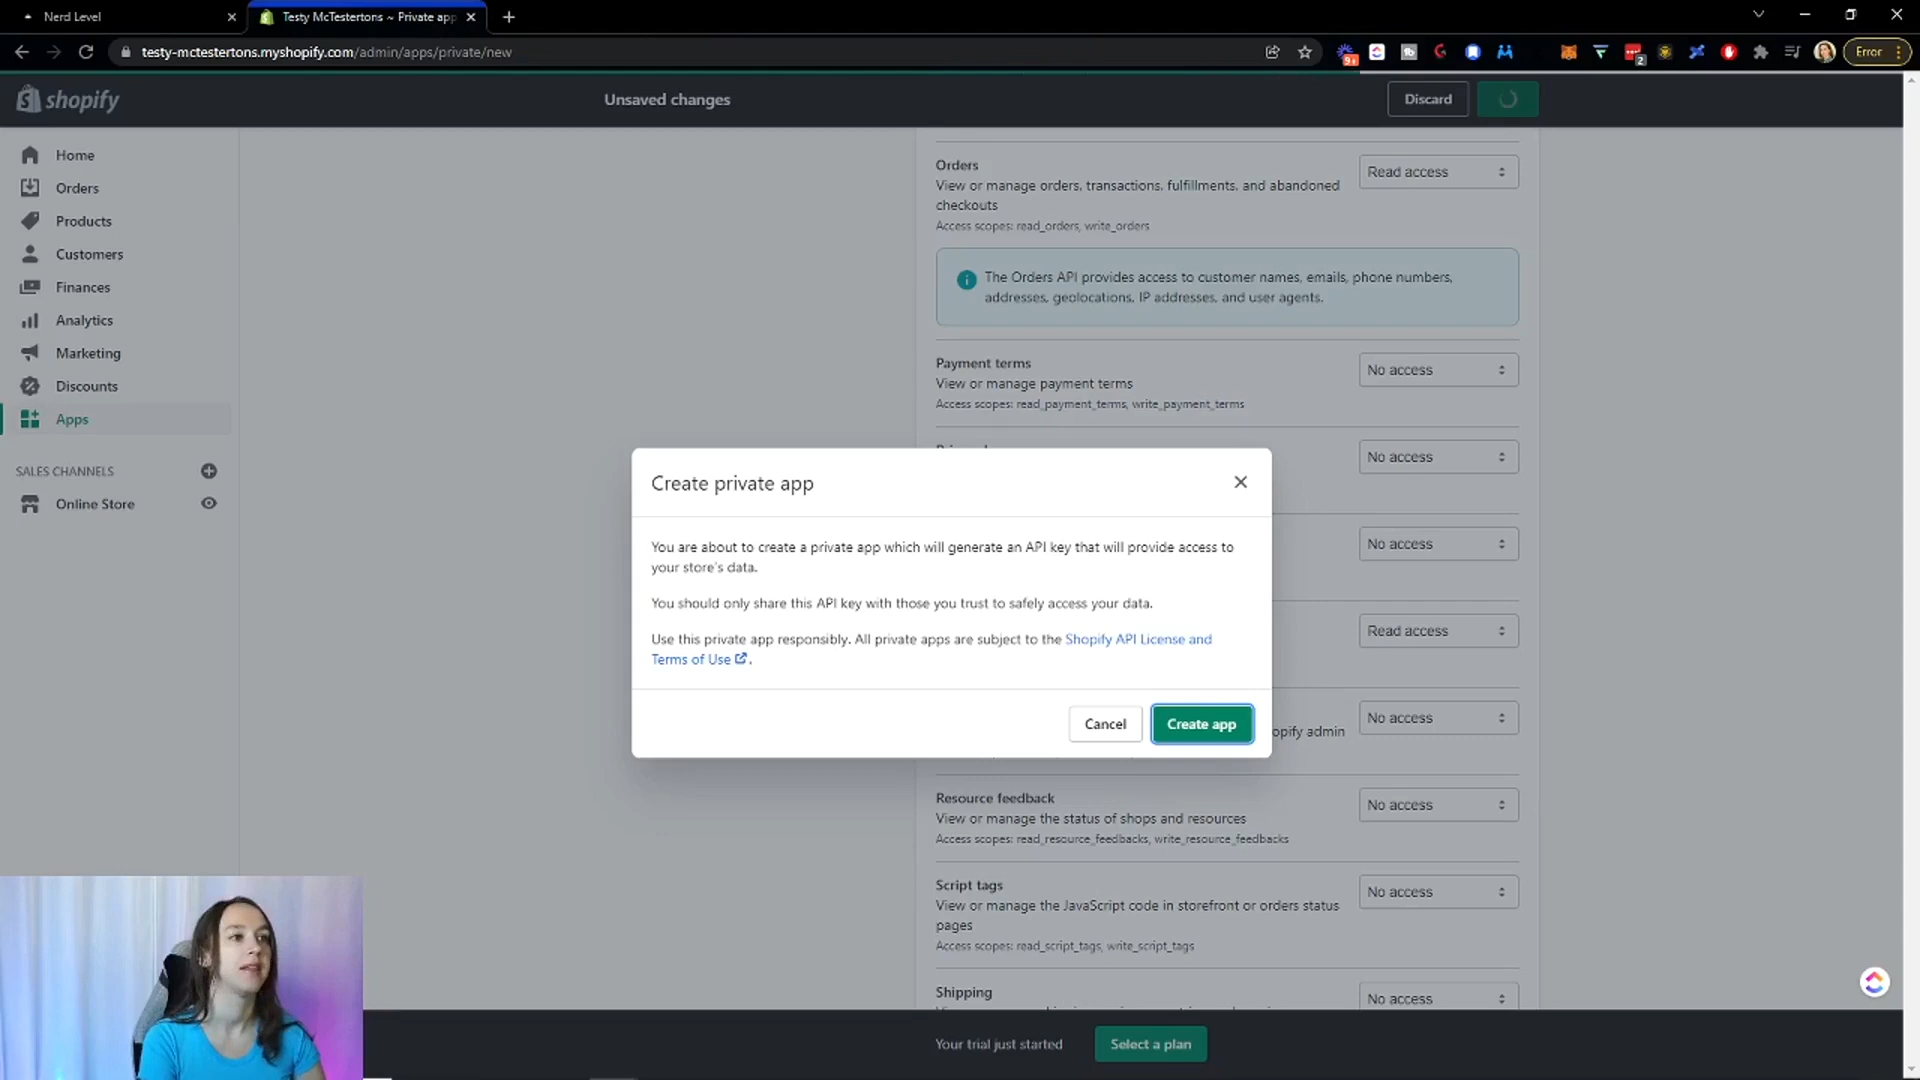 Nerd Level
Testy McTestertons ~ Private app
testy-mctestertons.myshopify.com/admin/apps/private/new
9+
2
Error
shopify
Unsaved changes
Discard
Home
Orders
Products
Customers
Finances
Analytics
Marketing
Discounts
Apps
SALES CHANNELS
Online Store
Orders
View or manage orders, transactions, fulfillments, and abandoned
checkouts
Access scopes: read_orders, write_orders
Read access
The Orders API provides access to customer names, emails, phone numbers,
addresses, geolocations, IP addresses, and user agents.
Payment terms
View or manage payment terms
Access scopes: read_payment_terms, write_payment_terms
No access
No access
No access
Read access
No access
opify admin
Create private app
You are about to create a private app which will generate an API key that will provide access to
your store's data.
You should only share this API key with those you trust to safely access your data.
Use this private app responsibly. All private apps are subject to the Shopify API License and
Terms of Use.
Cancel
Create app
Resource feedback
View or manage the status of shops and resources
Access scopes: read_resource_feedbacks, write_resource_feedbacks
No access
Script tags
View or manage the JavaScript code in storefront or orders status
pages
Access scopes: read_script_tags, write_script_tags
No access
Shipping
No access
Your trial just started
Select a plan